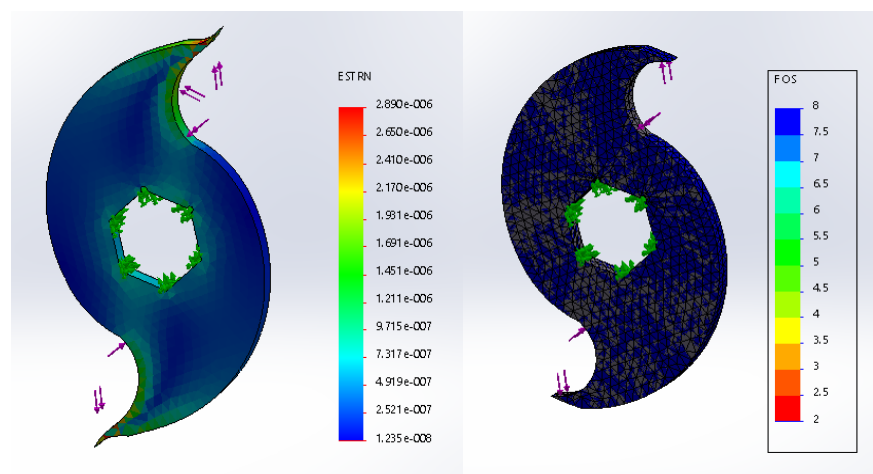 ESTRN
2.890e-006
2.650e-006
2.410e-006
2.170e-006
1.931e-006
1.691e-006
1.451e-006
1.211e-006
9.715e-007
7.317e-007
4.919e-007
2.521e-007
1.235e-008
FOS
8
7.5
7
6.5
6
5.5
5
4.5
4
3.5
3
2.5
2